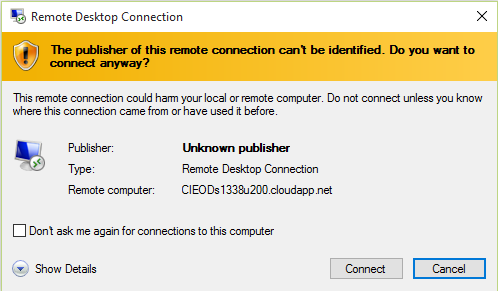 Remote Desktop Connection
The publisher of this remote connection can't be identified. Do you want to
connect anyway?
This remote connection could harm your local or remote computer. Do not connect unless you know
where this connection came from or have used it before.
Publisher: Unknown publisher
Type: Remote Desktop Connection
Remote computer: CIEODs1338u200.cloudapp.net
Don't ask me again for connections to this computer
Show Details Connect Cancel